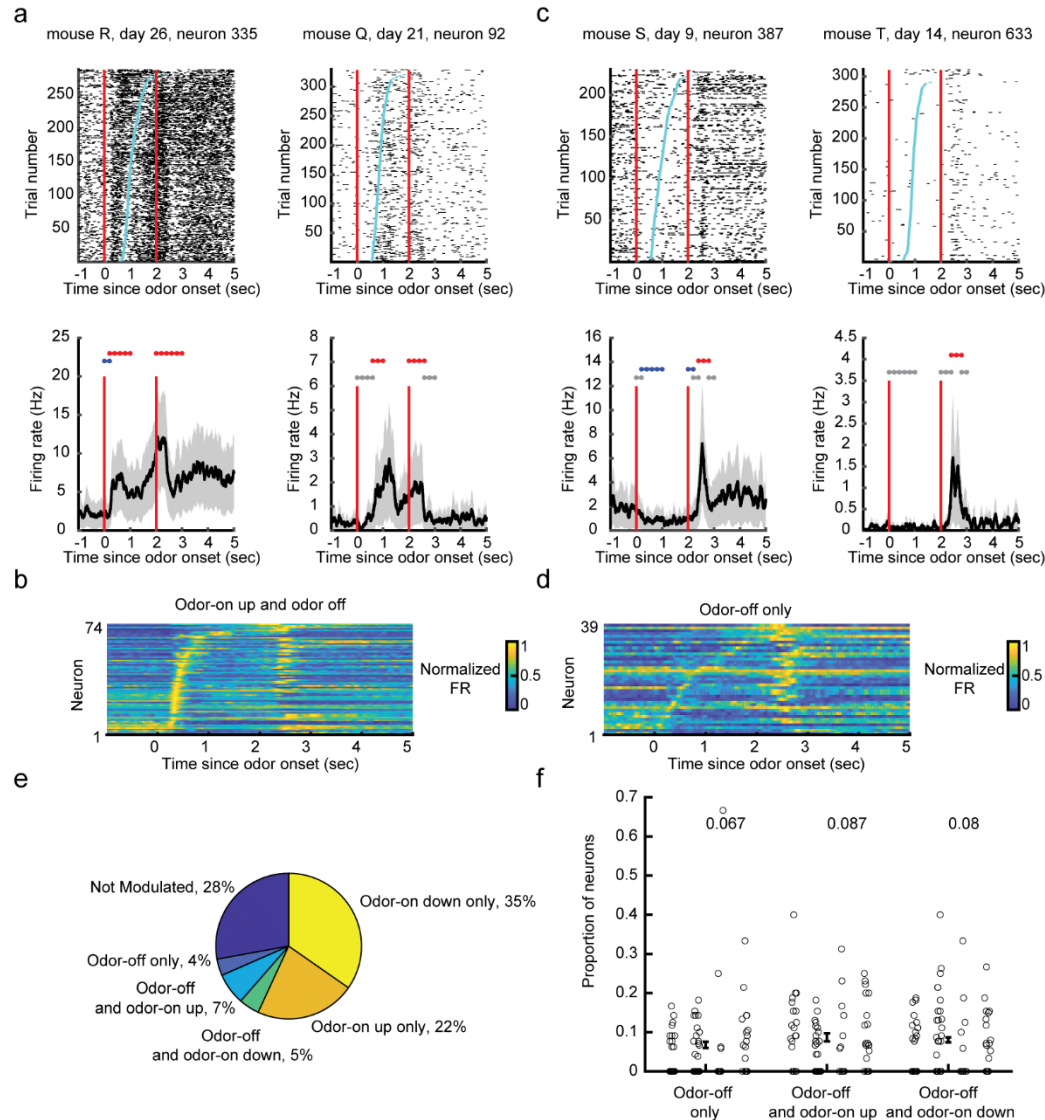 a
c
mouse R, day 26, neuron 335
mouse Q, day 21, neuron 92
mouse S, day 9, neuron 387
mouse T, day 14, neuron 633
Trial number
250
200
150
100
50
-1 0 1 2 3 4 5
Time since odor onset (sec)
Trial number
300
250
200
150
100
50
-1 0 1 2 3 4 5
Time since odor onset (sec)
Trial number
200
150
100
50
-1 0 1 2 3 4 5
Time since odor onset (sec)
Trial number
300
250
200
150
100
50
-1 0 1 2 3 4 5
Time since odor onset (sec)
Firing rate (Hz)
25
20
15
10
5
0
-1 0 1 2 3 4 5
Time since odor onset (sec)
Firing rate (Hz)
8
7
6
5
4
3
2
1
0
-1 0 1 2 3 4 5
Time since odor onset (sec)
Firing rate (Hz)
16
14
12
10
8
6
4
2
0
-1 0 1 2 3 4 5
Time since odor onset (sec)
Firing rate (Hz)
4.5
4
3.5
3
2.5
2
1.5
1
0.5
0
-1 0 1 2 3 4 5
Time since odor onset (sec)
b
Odor-on up and odor off
74
Neuron
1
0 1 2 3 4 5
Time since odor onset (sec)
Normalized
FR
1
0.5
0
d
Odor-off only
39
Neuron
1
0 1 2 3 4 5
Time since odor onset (sec)
Normalized
FR
1
0.5
0
e
Not Modulated, 28%
Odor-on down only, 35%
Odor-off only, 4%
Odor-off
and odor-on up, 7%
Odor-on up only, 22%
Odor-off
and odor-on down, 5%
f
Proportion of neurons
0.7
0.6
0.5
0.4
0.3
0.2
0.1
0
0.067
0.087
0.08
Odor-off
only
Odor-off
and odor-on up
Odor-off
and odor-on down